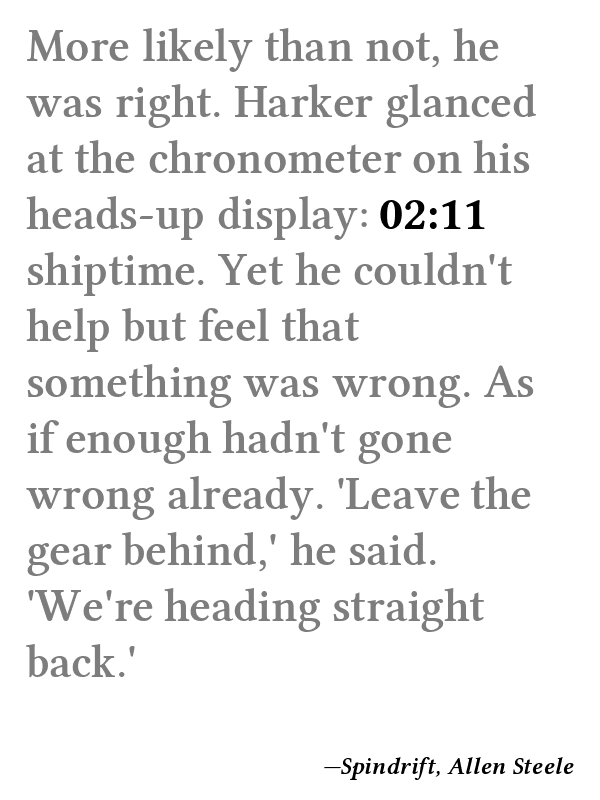 More likely than not, he
was right. Harker glanced
at the chronometer on his
heads-up display: 02:11
shiptime. Yet he couldn't
help but feel that
something was wrong. As
if enough hadn't gone
wrong already. 'Leave the
gear behind,' he said.
'We're heading straight
back.'
—Spindrift, Allen Steele